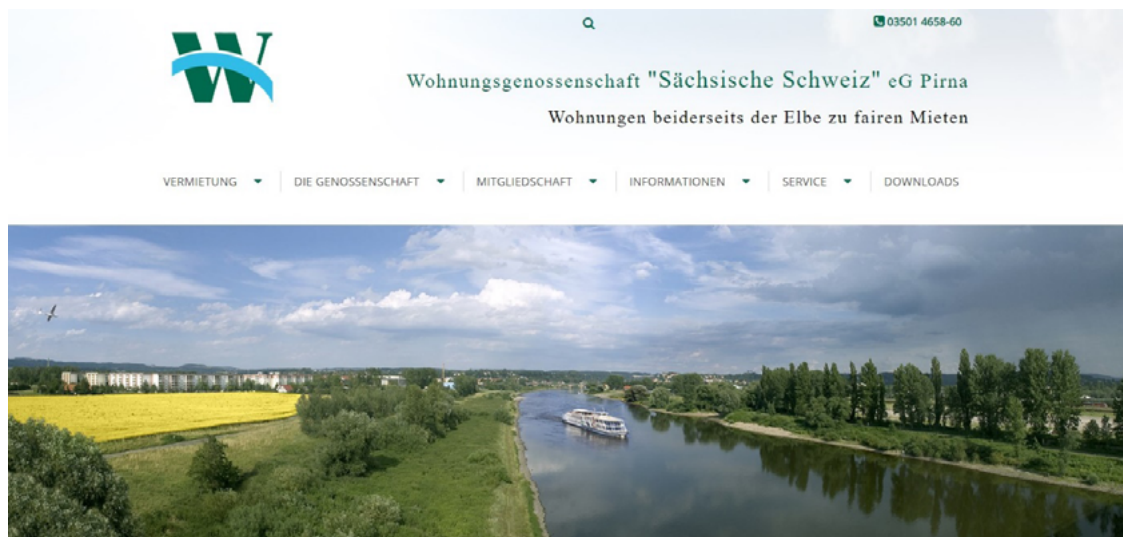 W
03501 4658-60
Wohnungsgenossenschaft "Sächsische Schweiz" eG Pirna
Wohnungen beiderseits der Elbe zu fairen Mieten
VERMIETUNG DIE GENOSSENSCHAFT MITGLIEDSCHAFT INFORMATIONEN SERVICE DOWNLOADS